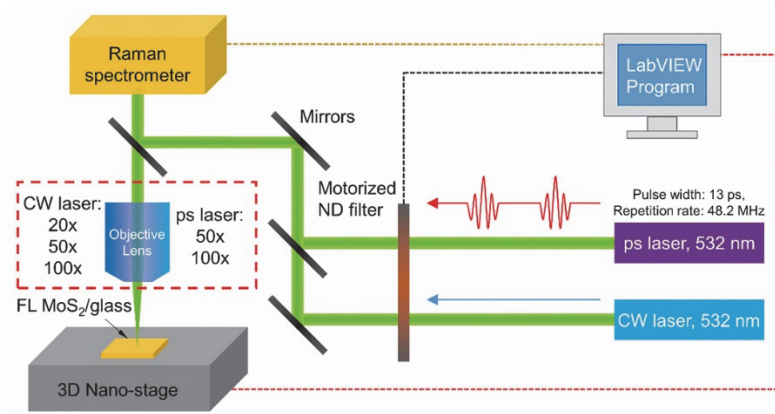 Raman
spectrometer
LabVIEW
Program
Mirrors
Motorized
ND filter
Pulse width: 13 ps,
Repetition rate: 48.2 MHz
CW laser:
20x
50x
100x
Objective
Lens
ps laser:
50x
100x
ps laser, 532 nm
CW laser, 532 nm
FL MoS₂/glass
3D Nano-stage